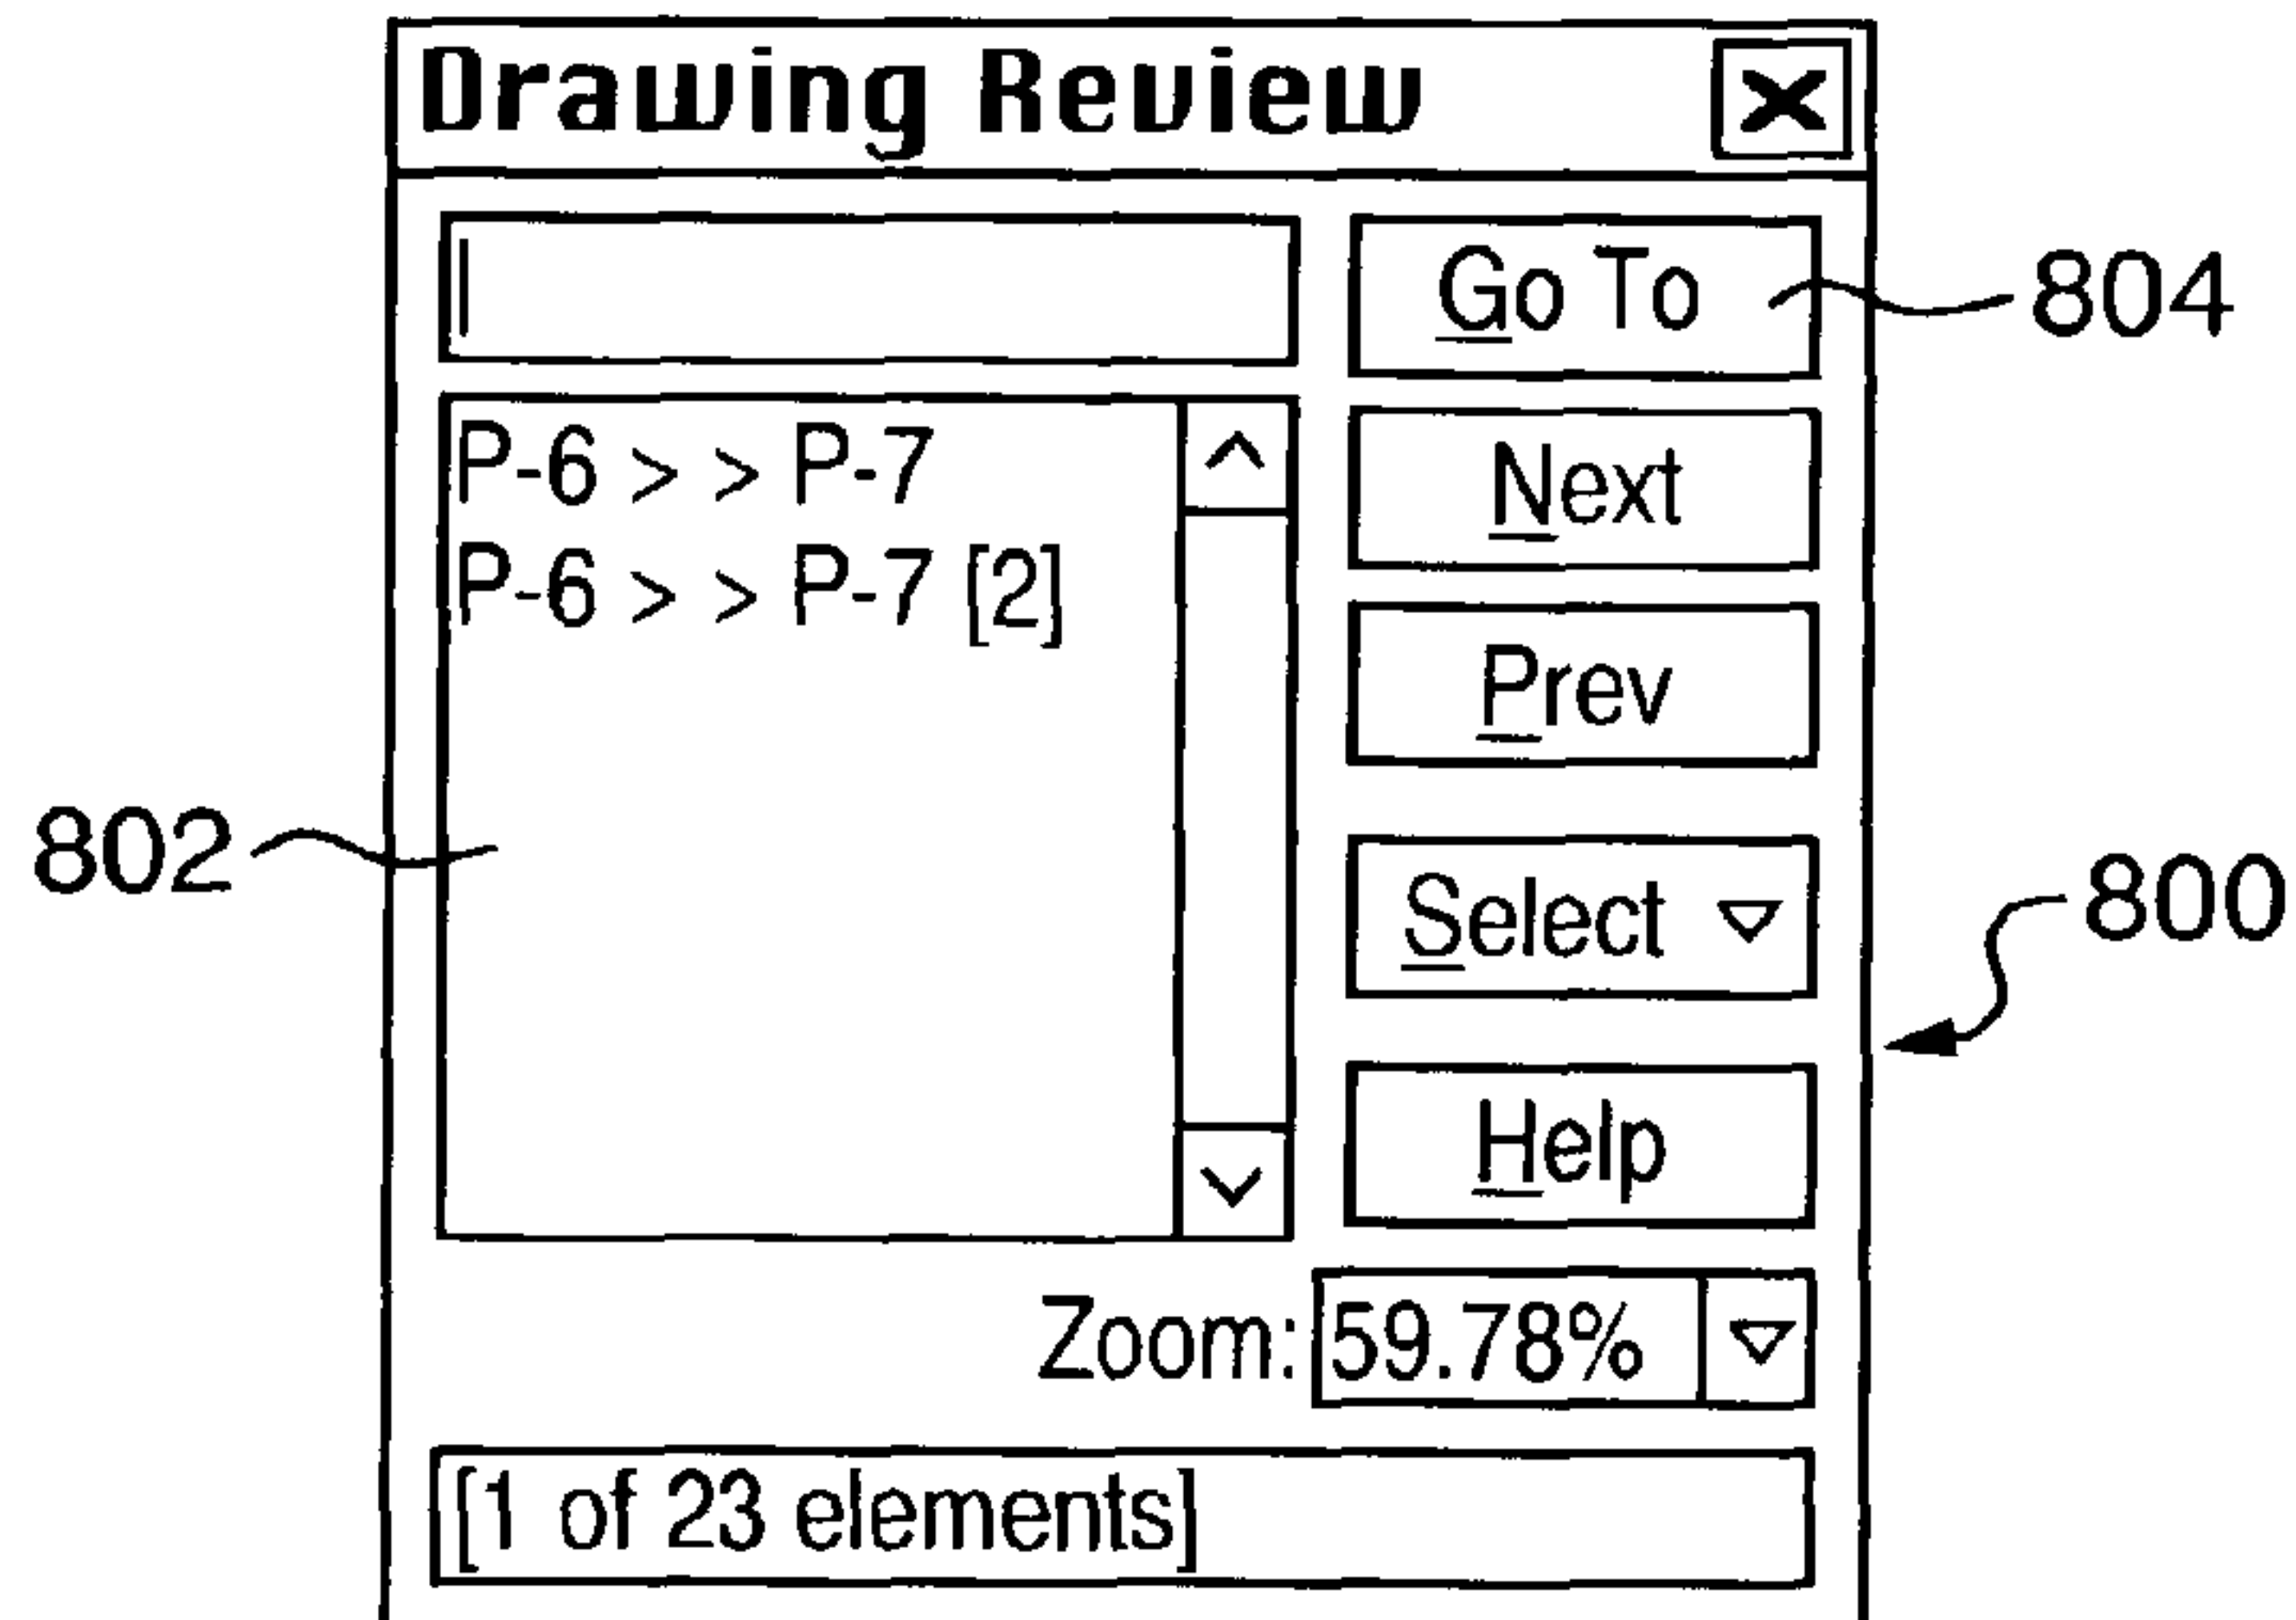 Drawing Review
Go To
804
P-6 > > P-7
Next
P-6 > > P-7 [2]
Prev
802
Select
800
Help
Zoom: 59.78%
[1 of 23 elements]